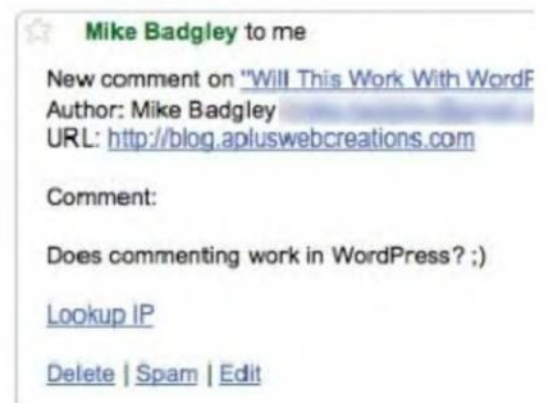 Mike Badgley to me
New comment on "Will This Work With WordP
Author: Mike Badgley
URL: http://blog.apluswebcreations.com
Comment:
Does commenting work in WordPress? ;)
Lookup IP
Delete | Spam | Edit